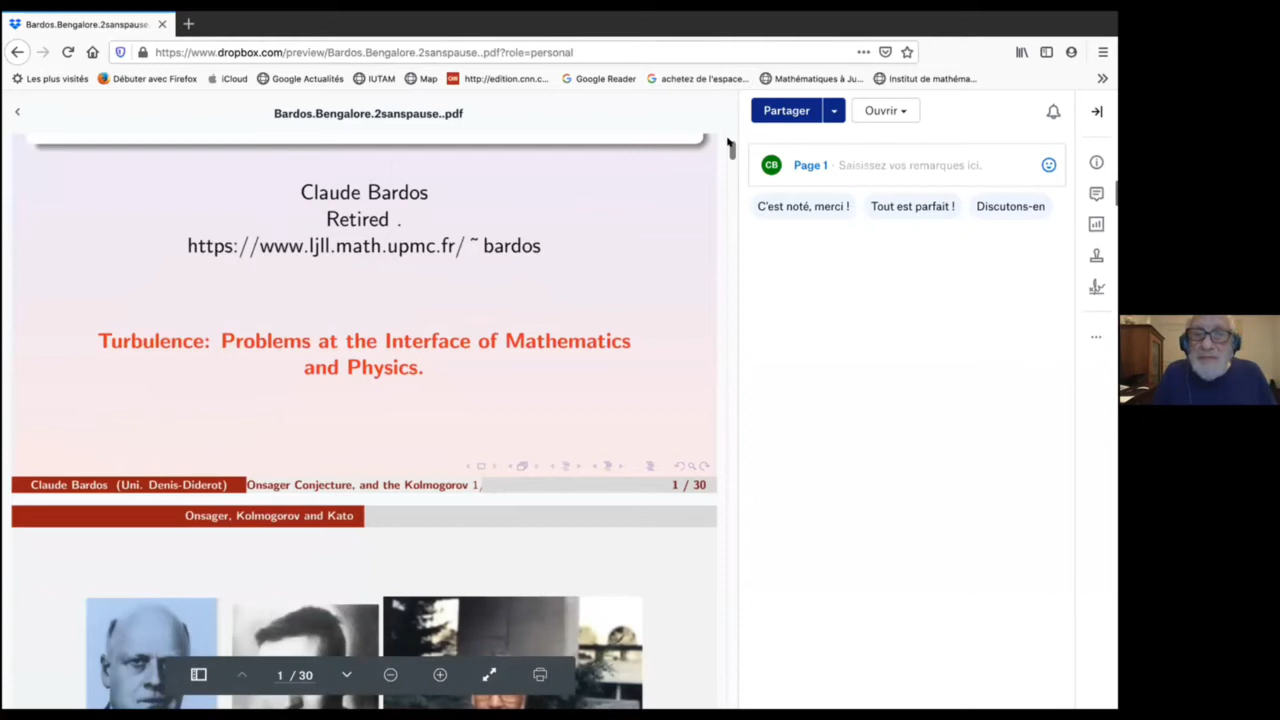 Bardos.Bengalore.2sanspause.
https://www.dropbox.com/preview/Bardos.Bengalore.2sanspause..pdf?role=personal
Les plus visités Débuter avec Firefox iCloud Google Actualités IUTAM Map http://edition.cnn.c... Google Reader achetez de l'espace... Mathématiques à Ju... Institut de mathéma...
Bardos.Bengalore.2sanspause..pdf
Partager Ouvrir
CB Page 1 Saisissez vos remarques ici.
C'est noté, merci ! Tout est parfait ! Discutons-en
Claude Bardos
Retired .
https://www.ljll.math.upmc.fr/ ~ bardos
Turbulence: Problems at the Interface of Mathematics
and Physics.
Claude Bardos (Uni. Denis-Diderot) Onsager Conjecture, and the Kolmogorov 1/ 1 / 30
Onsager, Kolmogorov and Kato
1 / 30